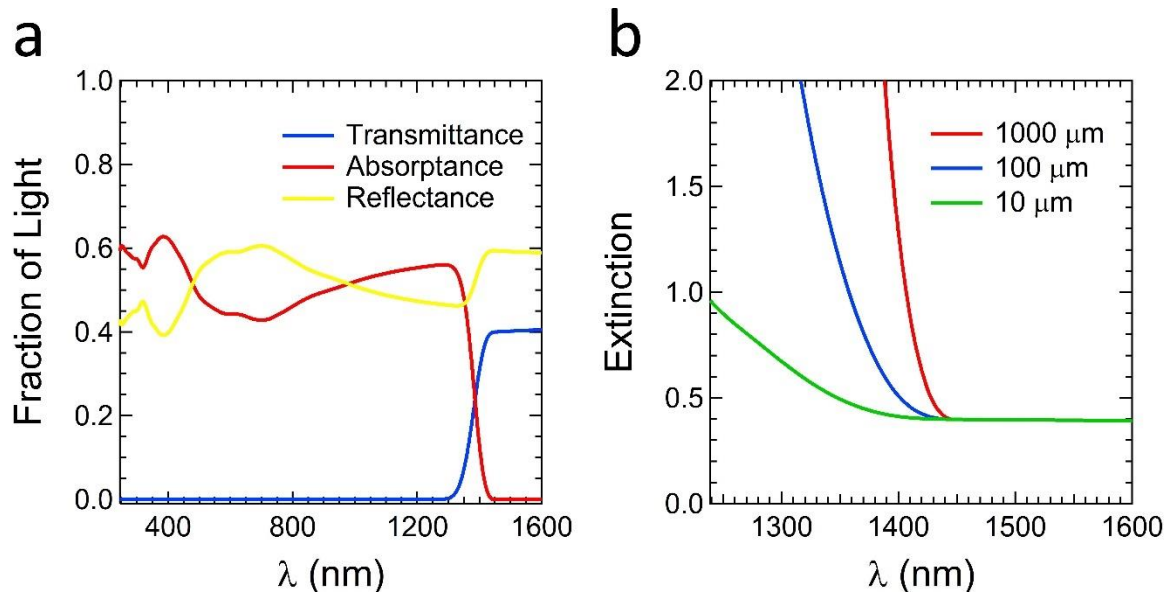 a
1.0
0.8
0.6
0.4
0.2
0.0
Fraction of Light
Transmittance
Absorptance
Reflectance
400
800
1200
1600
λ (nm)
b
2.0
1.5
1.0
0.5
0.0
Extinction
1000 μm
100 μm
10 μm
1300
1400
1500
1600
λ (nm)